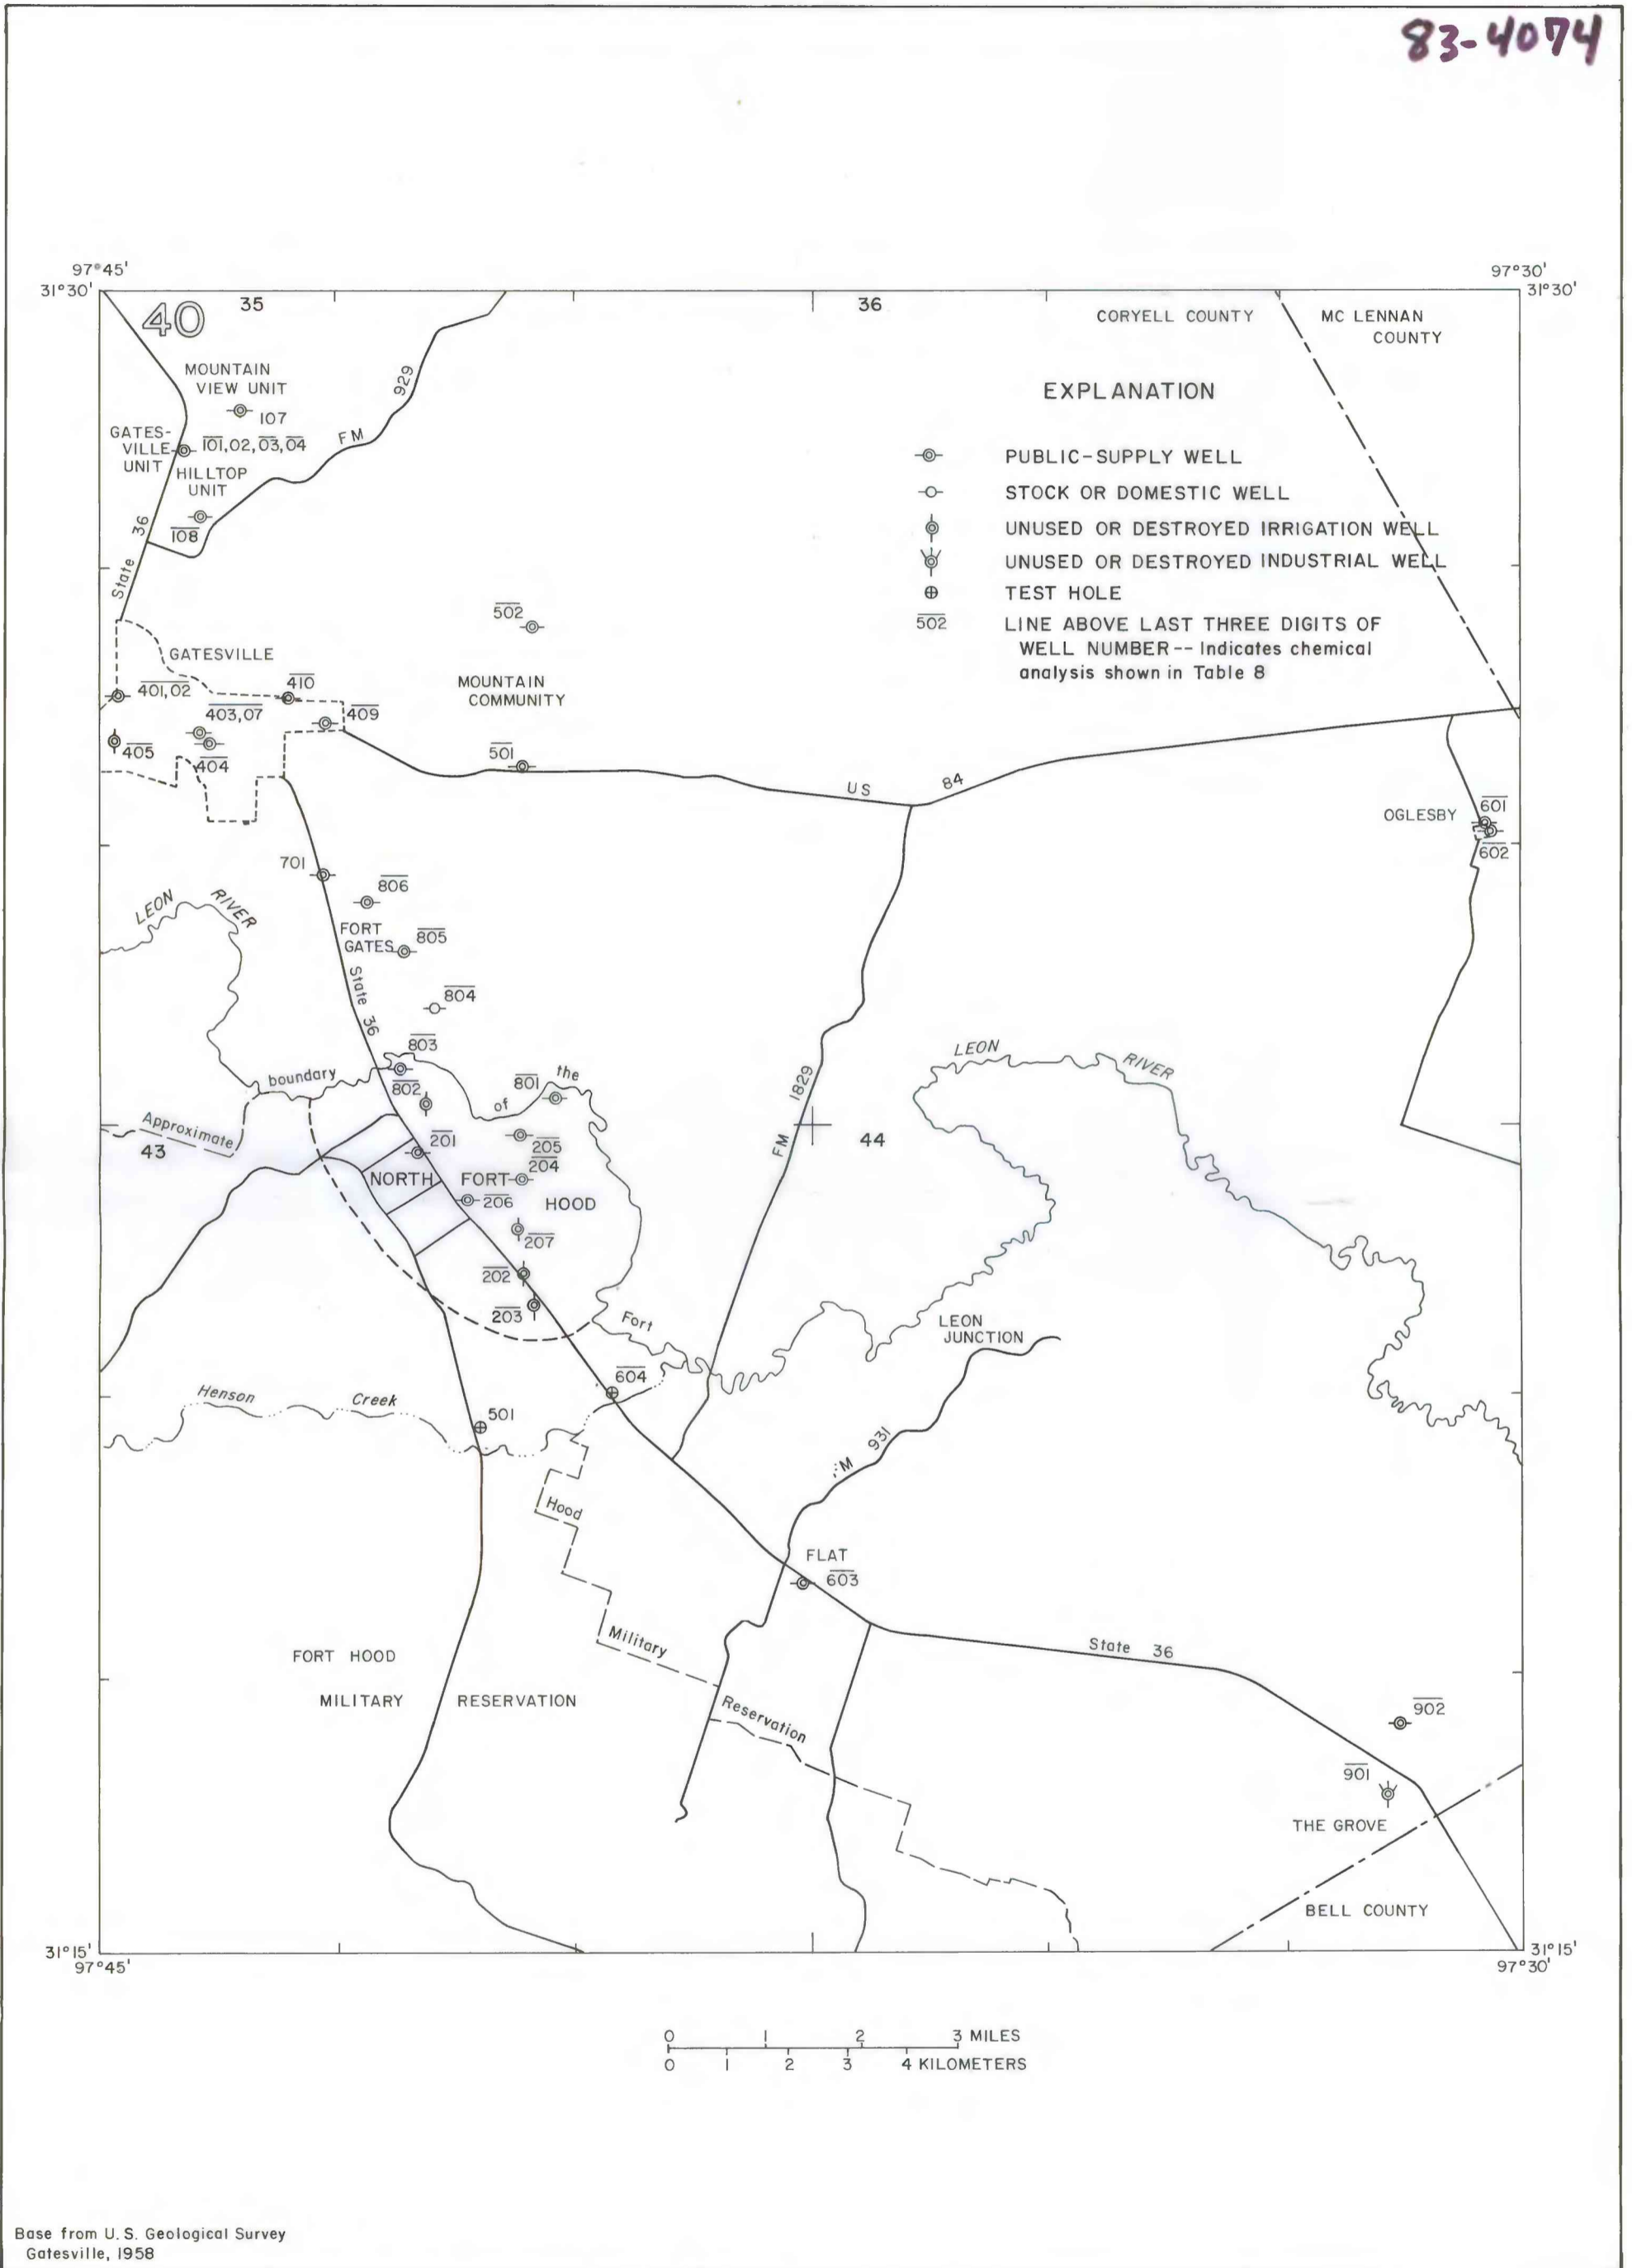 83-4074
97°45'
97°30'
31°30'
31°30'
40
35
36
CORYELL COUNTY
MC LENNAN
COUNTY
MOUNTAIN
VIEW UNIT
929
EXPLANATION
107
GATES-
VILLE
UNIT
101,02,03,04
FM
HILLTOP
UNIT
108
State 36
PUBLIC-SUPPLY WELL
STOCK OR DOMESTIC WELL
UNUSED OR DESTROYED IRRIGATION WELL
UNUSED OR DESTROYED INDUSTRIAL WELL
TEST HOLE
502
LINE ABOVE LAST THREE DIGITS OF
WELL NUMBER -- Indicates chemical
analysis shown in Table 8
502
GATESVILLE
401,02
410
MOUNTAIN
COMMUNITY
403,07
409
405
404
501
US 84
OGLESBY
601
602
701
806
LEON RIVER
FORT
GATES
805
State 36
804
803
LEON RIVER
boundary
802
801
of the
Approximate
43
201
205
204
FM 1829
44
NORTH FORT
HOOD
206
207
202
203
Fort
LEON
JUNCTION
604
Henson Creek
501
FM 931
Hood
FLAT
603
Military
State 36
FORT HOOD
MILITARY RESERVATION
Reservation
902
901
THE GROVE
BELL COUNTY
31°15'
31°15'
97°45'
97°30'
0 1 2 3 MILES
0 1 2 3 4 KILOMETERS
Base from U.S. Geological Survey
Gatesville, 1958